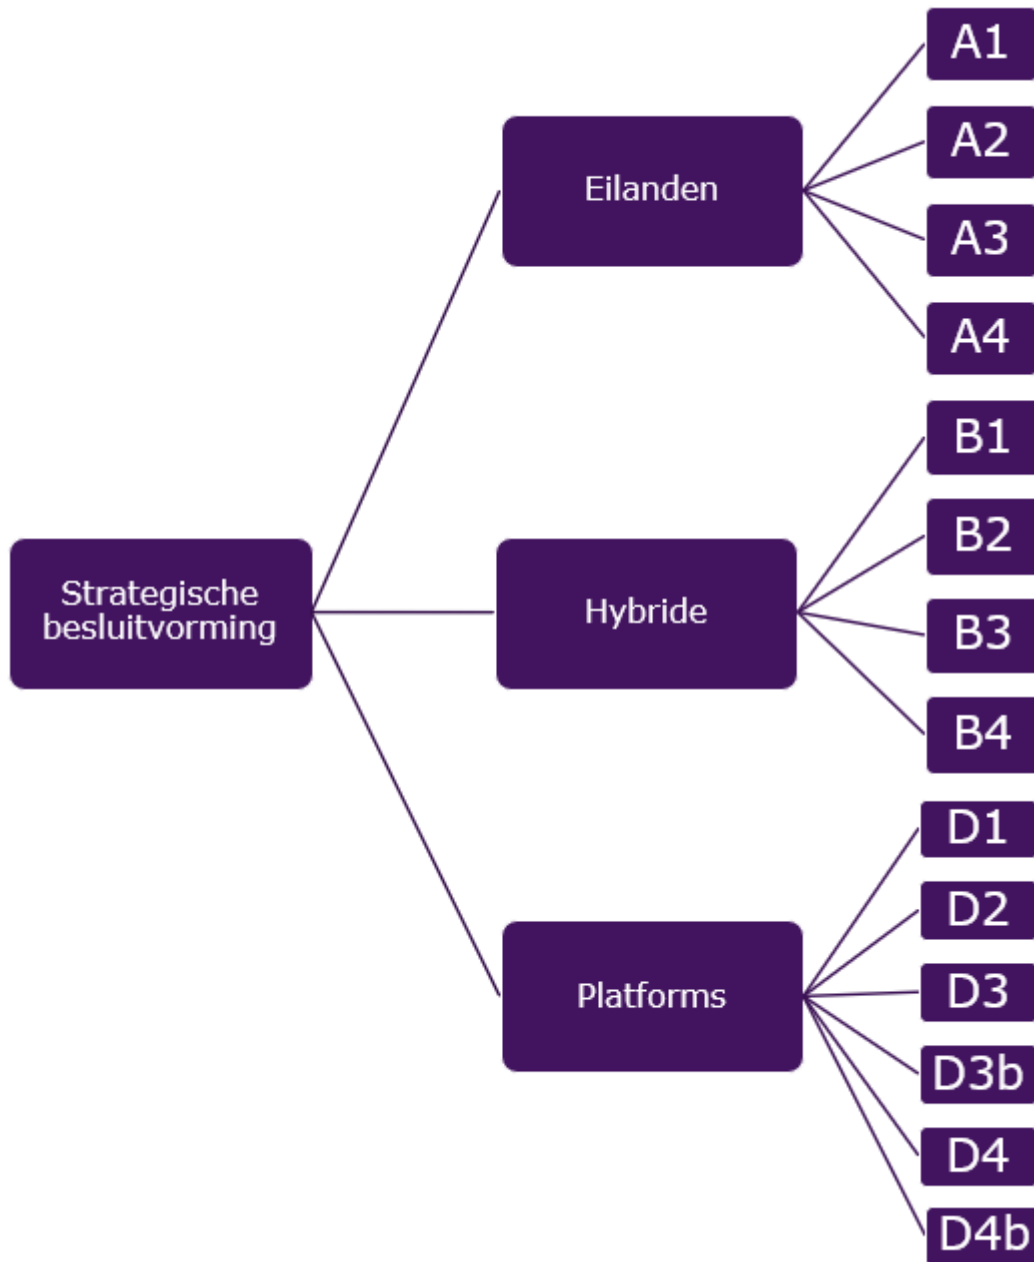 Strategische
besluitvorming
Eilanden
A1
A2
A3
A4
Hybride
B1
B2
B3
B4
Platforms
D1
D2
D3
D3b
D4
D4b